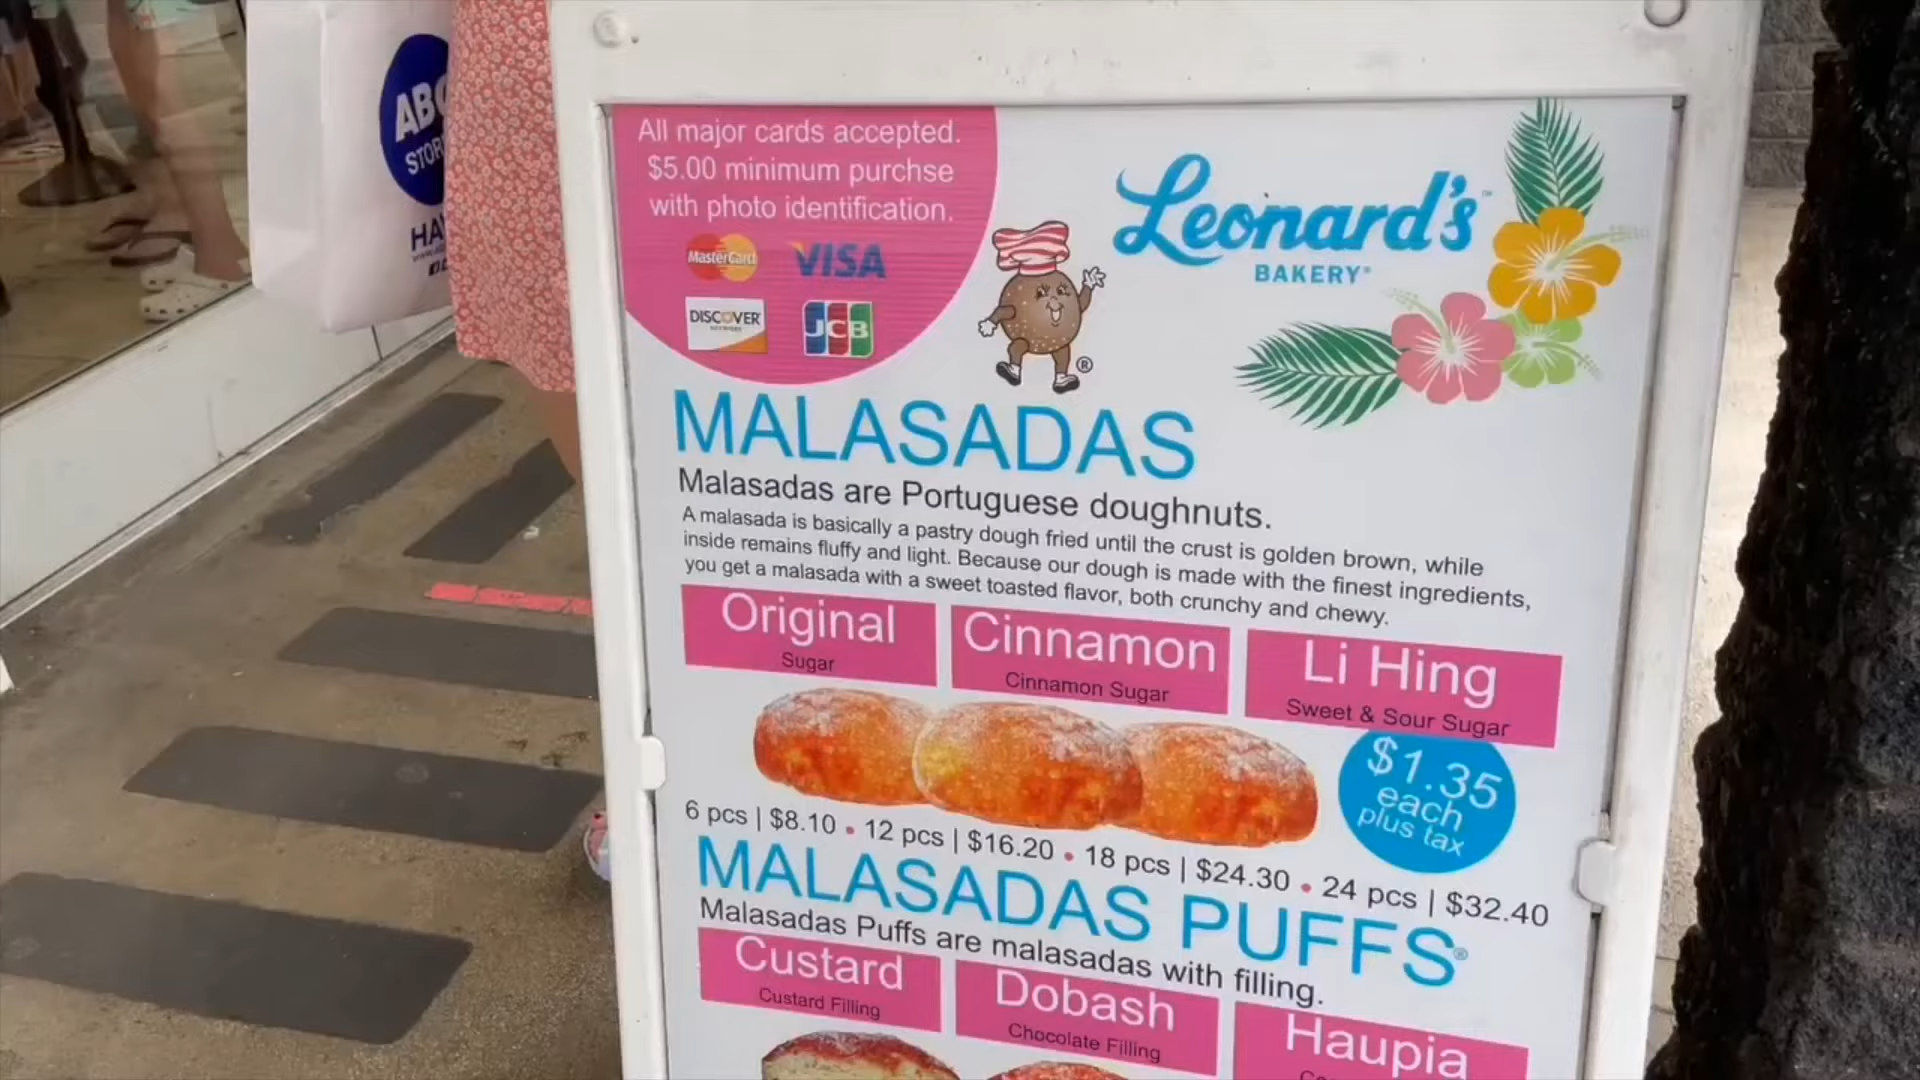 ABC
STOR
HA
All major cards accepted.
$5.00 minimum purchse
with photo identification.
MasterCard
VISA
DISCOVER
NETWORK
JCB
Leonard's™
BAKERY®
®
MALASADAS
Malasadas are Portuguese doughnuts.
A malasada is basically a pastry dough fried until the crust is golden brown, while
inside remains fluffy and light. Because our dough is made with the finest ingredients,
you get a malasada with a sweet toasted flavor, both crunchy and chewy.
Original
Sugar
Cinnamon
Cinnamon Sugar
Li Hing
Sweet & Sour Sugar
$1.35
each
plus tax
6 pcs | $8.10 • 12 pcs | $16.20 • 18 pcs | $24.30 • 24 pcs | $32.40
MALASADAS PUFFS®
Malasadas Puffs are malasadas with filling.
Custard
Custard Filling
Dobash
Chocolate Filling
Haupia